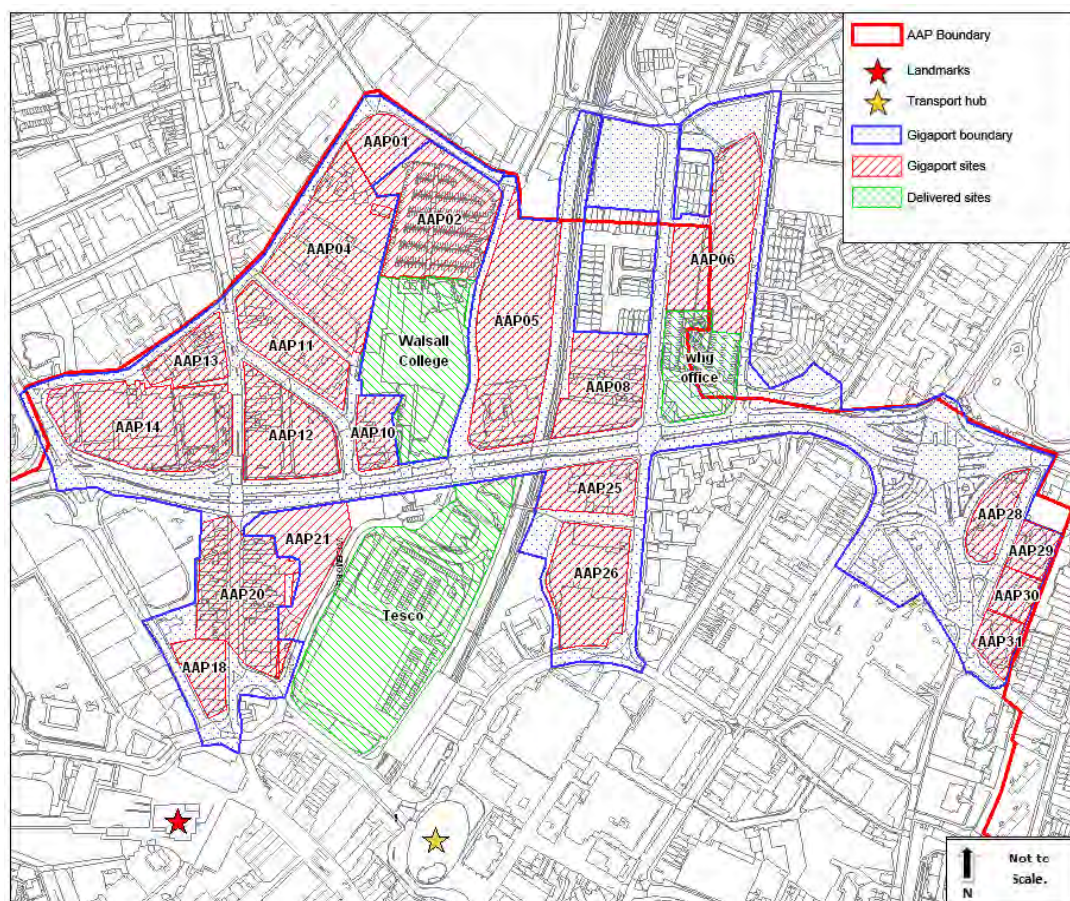 AAP Boundary
Landmarks
Transport hub
Gigaport boundary
Gigaport sites
Delivered sites
AAP01
AAP02
AAP04
AAP06
AAP05
AAP11
Walsall
College
AAP13
whg
office
AAP08
AAP14
AAP12
AAP10
AAP25
AAP28
AAP21
AAP29
AAP26
AAP20
AAP30
Tesco
AAP31
AAP18
Not to
Scale.
N